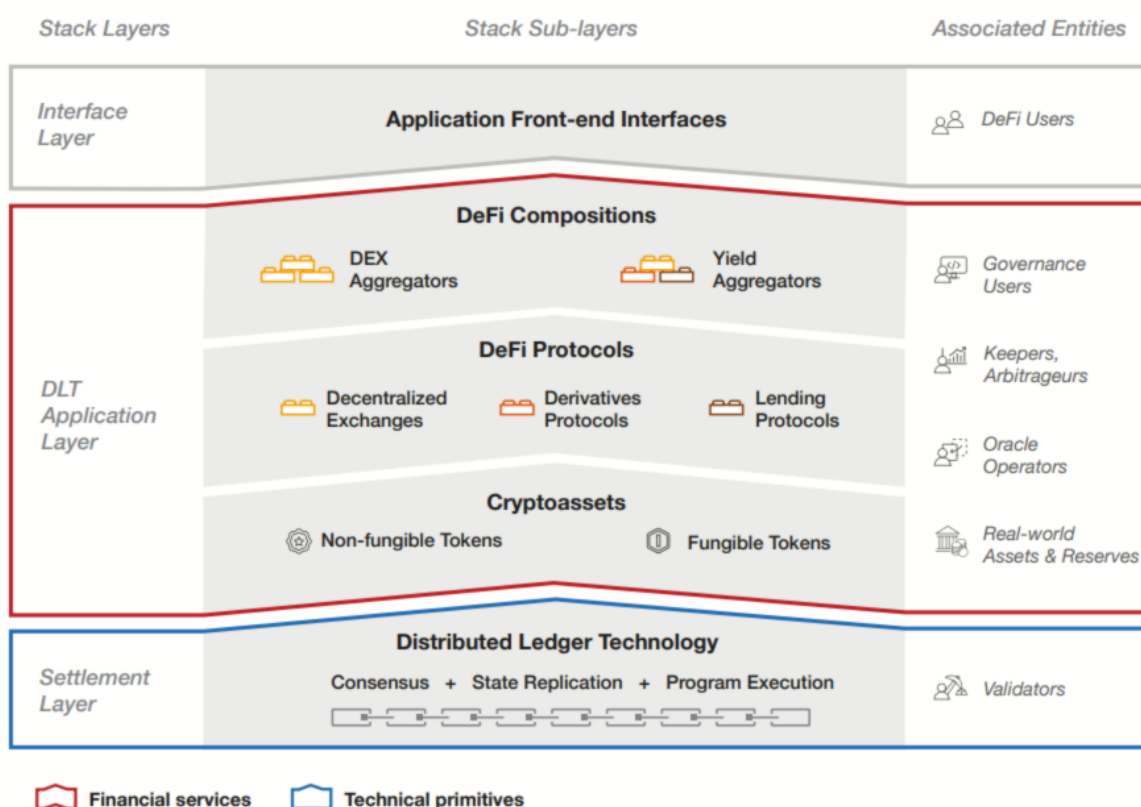 Stack Layers
Stack Sub-layers
Associated Entities
Interface
Layer
Application Front-end Interfaces
DeFi Users
DeFi Compositions
DEX
Aggregators
Yield
Aggregators
DeFi Protocols
Decentralized
Exchanges
Derivatives
Protocols
Lending
Protocols
Cryptoassets
Non-fungible Tokens
Fungible Tokens
DLT
Application
Layer
Governance
Users
Keepers,
Arbitrageurs
Oracle
Operators
Real-world
Assets & Reserves
Settlement
Layer
Distributed Ledger Technology
Consensus + State Replication + Program Execution
Validators
Financial services
Technical primitives